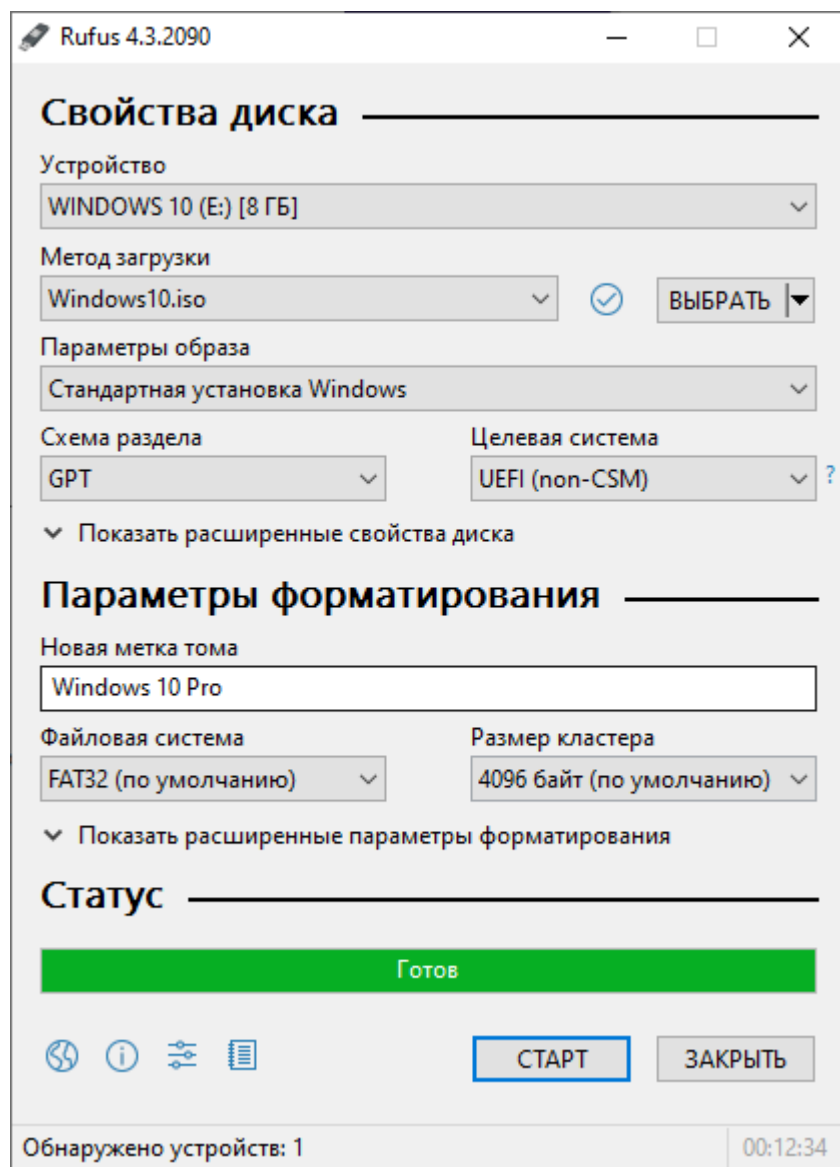 Rufus 4.3.2090
Свойства диска
Устройство
WINDOWS 10 (E:) [8 ГБ]
Метод загрузки
Windows10.iso
ВЫБРАТЬ
Параметры образа
Стандартная установка Windows
Схема раздела Целевая система
GPT UEFI (non-CSM) ?
Показать расширенные свойства диска
Параметры форматирования
Новая метка тома
Windows 10 Pro
Файловая система Размер кластера
FAT32 (по умолчанию) 4096 байт (по умолчанию)
Показать расширенные параметры форматирования
Статус
Готов
СТАРТ ЗАКРЫТЬ
Обнаружено устройств: 1 00:12:34